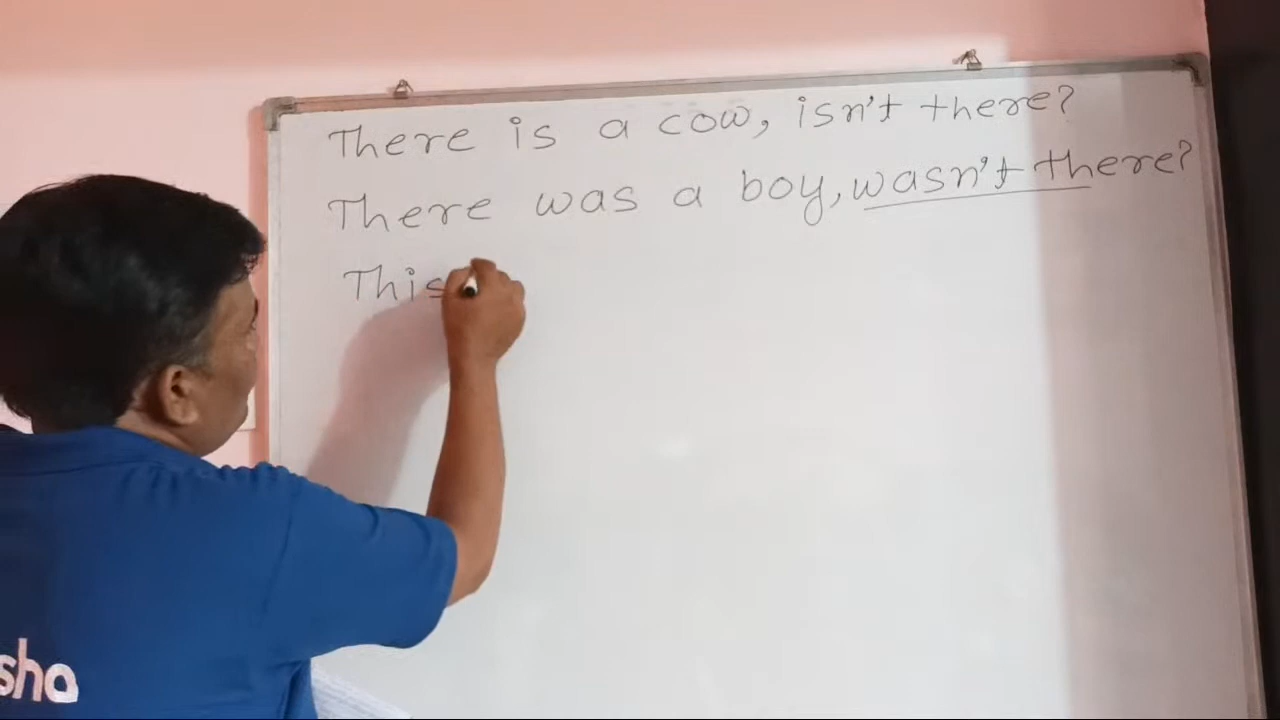 There is a cow, isn't there?
There was a boy, wasn't there?
This
sha